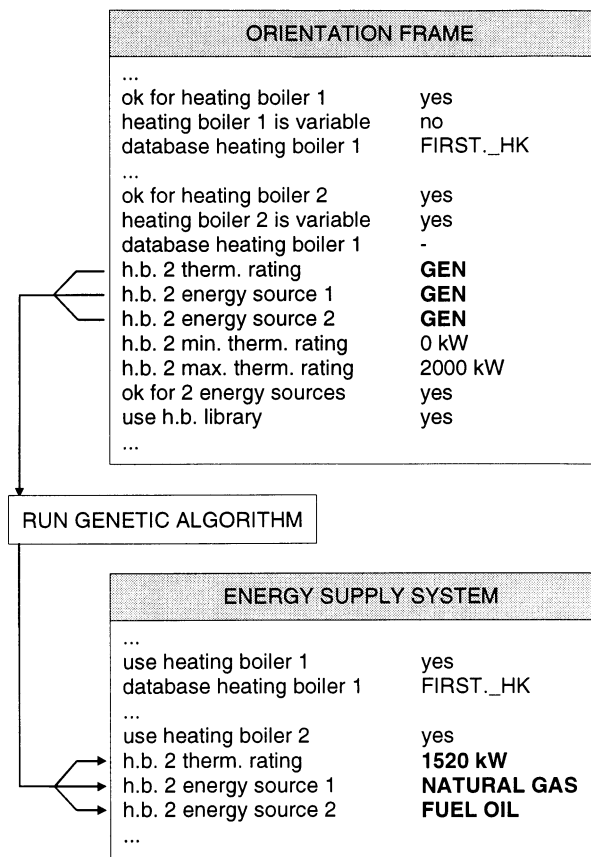 ORIENTATION FRAME
...
ok for heating boiler 1 yes
heating boiler 1 is variable no
database heating boiler 1 FIRST._HK
...
ok for heating boiler 2 yes
heating boiler 2 is variable yes
database heating boiler 1 -
h.b. 2 therm. rating GEN
h.b. 2 energy source 1 GEN
h.b. 2 energy source 2 GEN
h.b. 2 min. therm. rating 0 kW
h.b. 2 max. therm. rating 2000 kW
ok for 2 energy sources yes
use h.b. library yes
...
RUN GENETIC ALGORITHM
ENERGY SUPPLY SYSTEM
...
use heating boiler 1 yes
database heating boiler 1 FIRST._HK
...
use heating boiler 2 yes
h.b. 2 therm. rating 1520 kW
h.b. 2 energy source 1 NATURAL GAS
h.b. 2 energy source 2 FUEL OIL
...